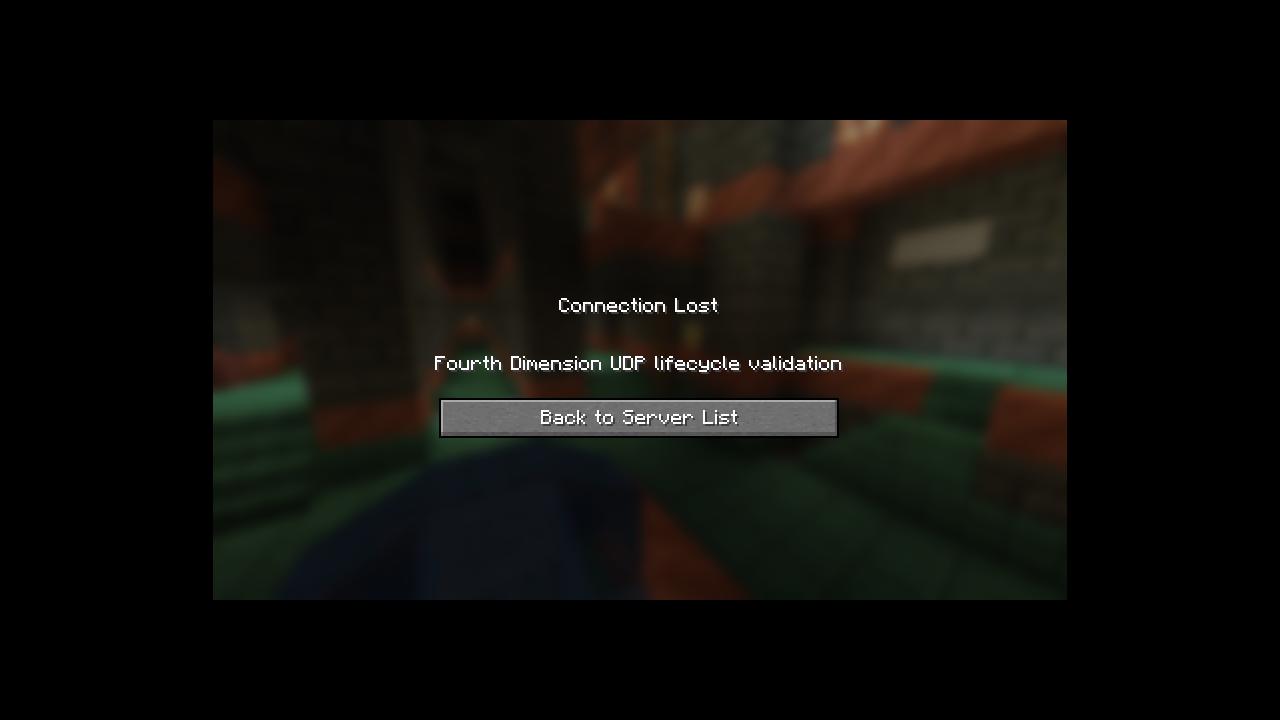 Connection Lost
Fourth Dimension UDP lifecycle validation
Back to Server List